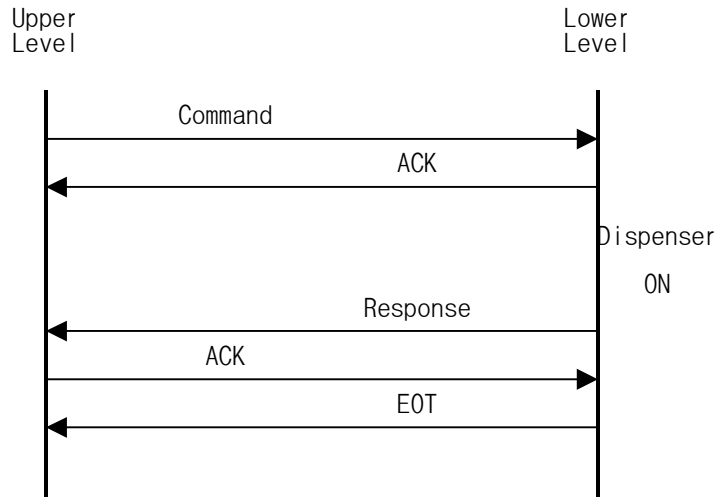 Upper
Level
Lower
Level
Command
ACK
Dispenser
ON
Response
ACK
EOT